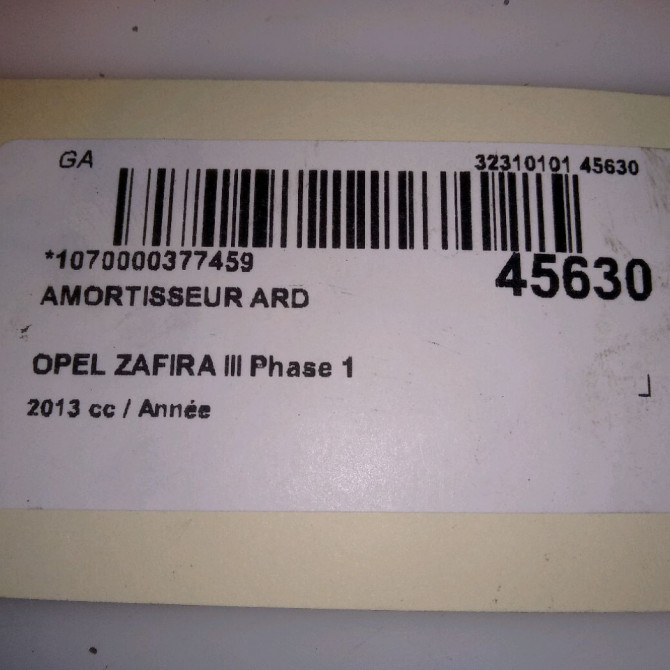 GA 32310101 45630
*1070000377459 45630
AMORTISSEUR ARD
OPEL ZAFIRA III Phase 1
2013 cc / Année